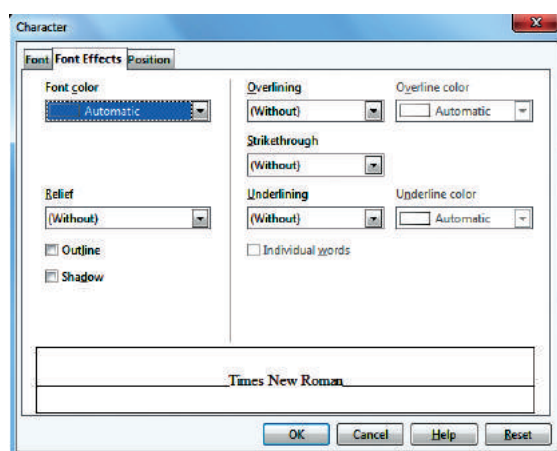 Character
Font Font Effects Position
Font color Overlining Overline color
Automatic (Without) Automatic
Strikethrough
(Without)
Relief Underlining Underline color
(Without) (Without) Automatic
Outline Individual words
Shadow
Times New Roman
OK Cancel Help Reset